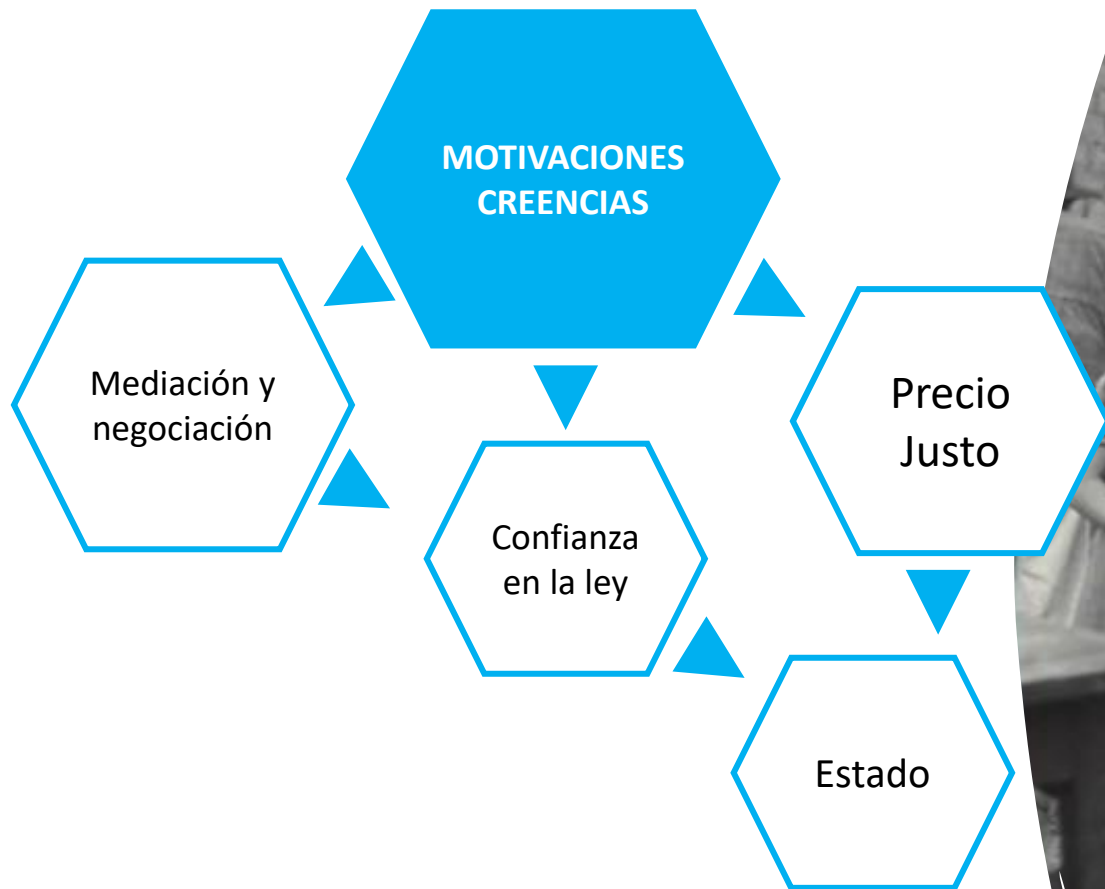 MOTIVACIONES
CREENCIAS
Mediación y
negociación
Precio
Justo
Confianza
en la ley
Estado